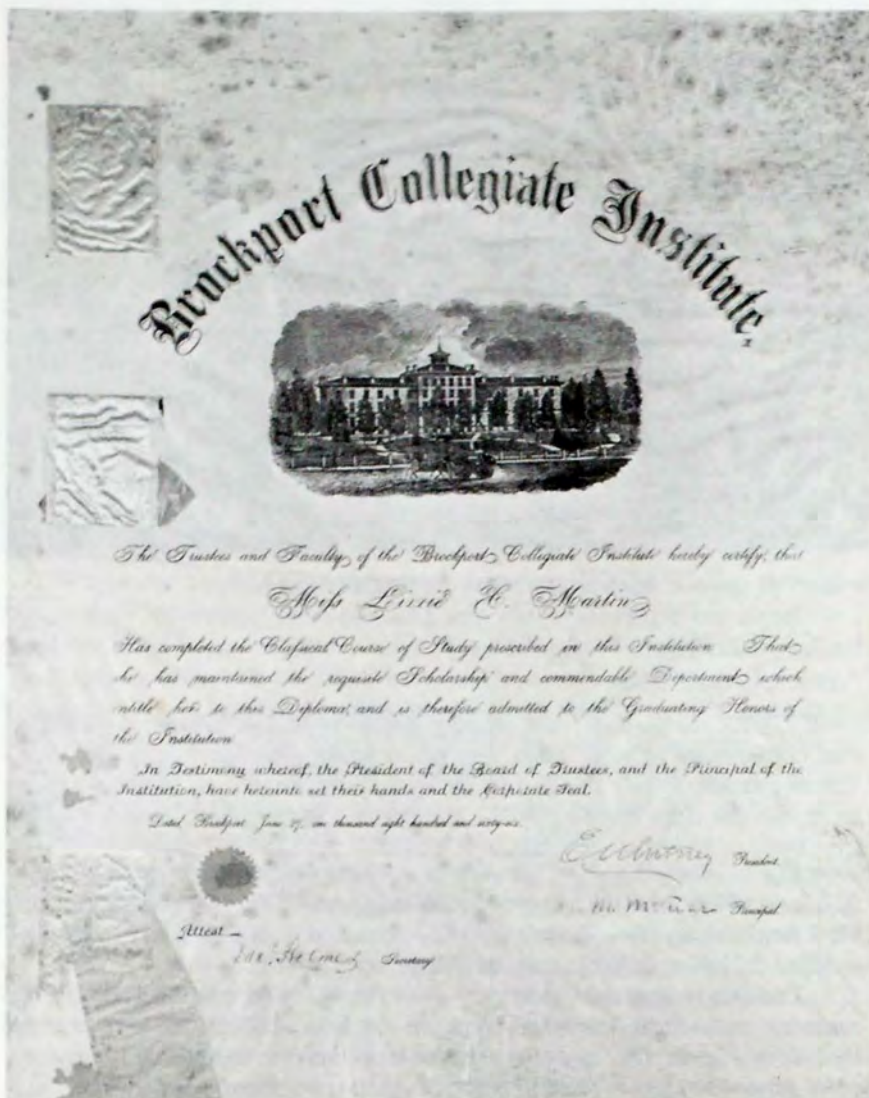 Brockport Collegiate Institute,
The Trustees and Faculty of the Brockport Collegiate Institute hereby certify, that
Miss E. Martin
Has completed the Classical Course of Study prescribed in this Institution That
she has maintained the requisite Scholarship and commendable Deportment which
entitle her to this Diploma, and is therefore admitted to the Graduating Honors of
the Institution
In Testimony whereof, the President of the Board of Trustees, and the Principal of the
Institution, have hereunto set their hands and the Corporate Seal.
Dated Brockport June 27, one thousand eight hundred and sixty-six.
President.
Principal
Attest
Holmes Secretary